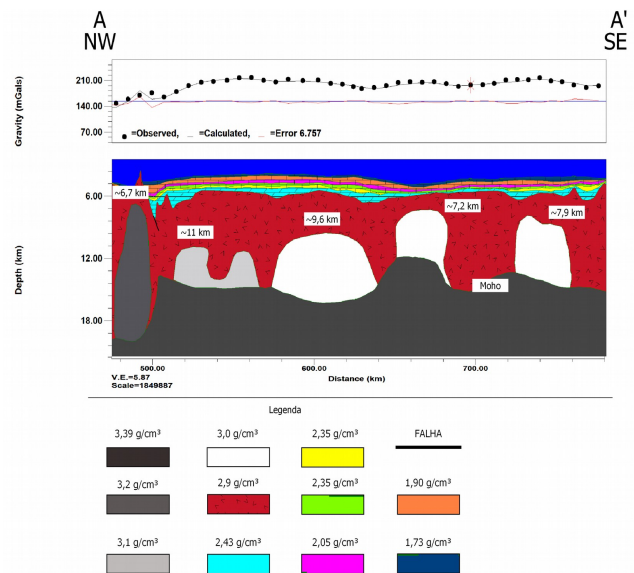 A
NW
A'
SE
Gravity (mGals)
210.00
140.00
70.00
=Observed, =Calculated, =Error 6.757
Depth (km)
6.00
12.00
18.00
~6,7 km
~11 km
~9,6 km
~7,2 km
~7,9 km
Moho
500.00 600.00 700.00
V.E.=5.87
Scale=1849887
Distance (km)
Legenda
3,39 g/cm³ 3,0 g/cm³ 2,35 g/cm³ FALHA
3,2 g/cm³ 2,9 g/cm³ 2,35 g/cm³ 1,90 g/cm³
3,1 g/cm³ 2,43 g/cm³ 2,05 g/cm³ 1,73 g/cm³